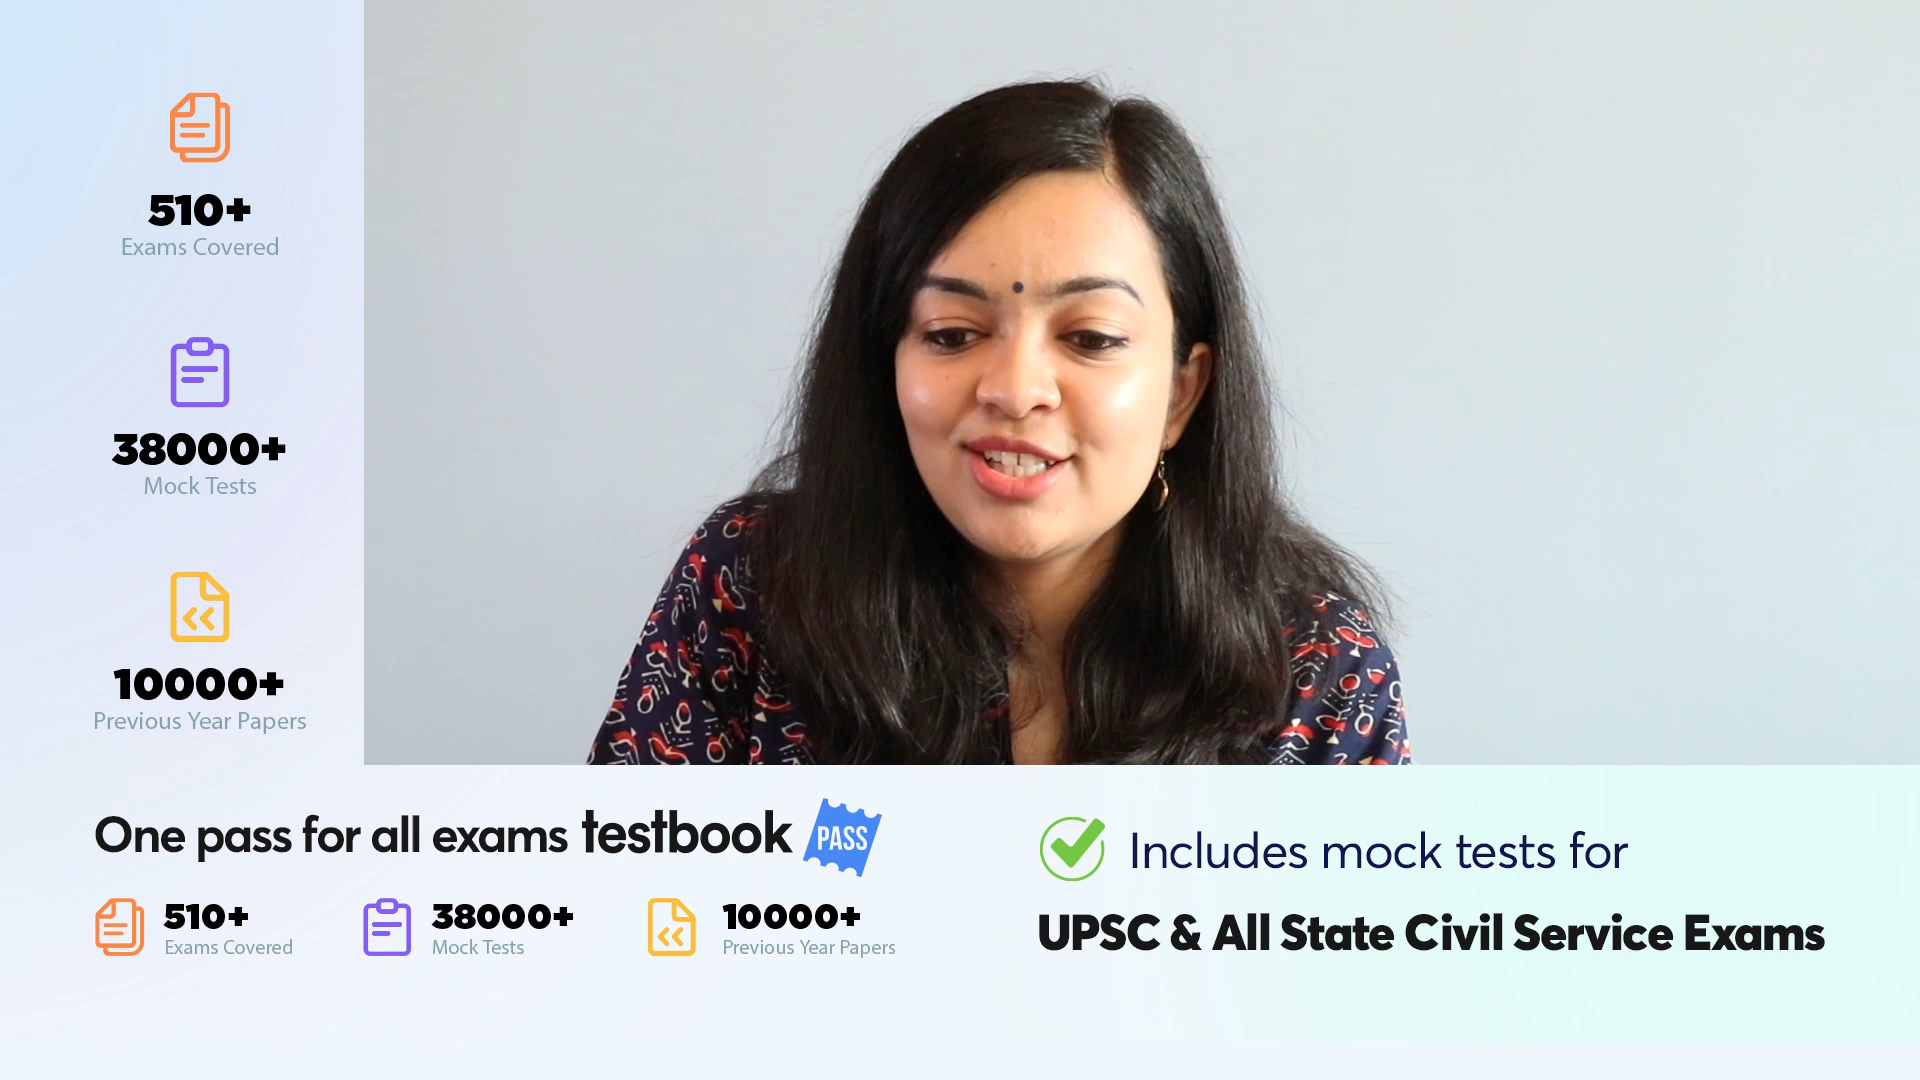 510+
Exams Covered
38000+
Mock Tests
10000+
Previous Year Papers
One pass for all exams testbook PASS
510+
Exams Covered
38000+
Mock Tests
10000+
Previous Year Papers
Includes mock tests for
UPSC & All State Civil Service Exams